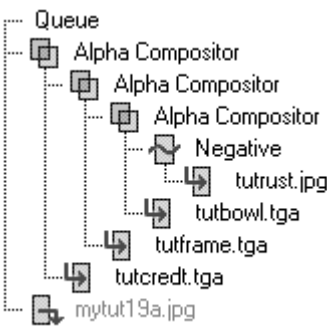 Queue
Alpha Compositor
Alpha Compositor
Alpha Compositor
Negative
tutrust.jpg
tutbowl.tga
tutframe.tga
tutcredt.tga
mytut19a.jpg